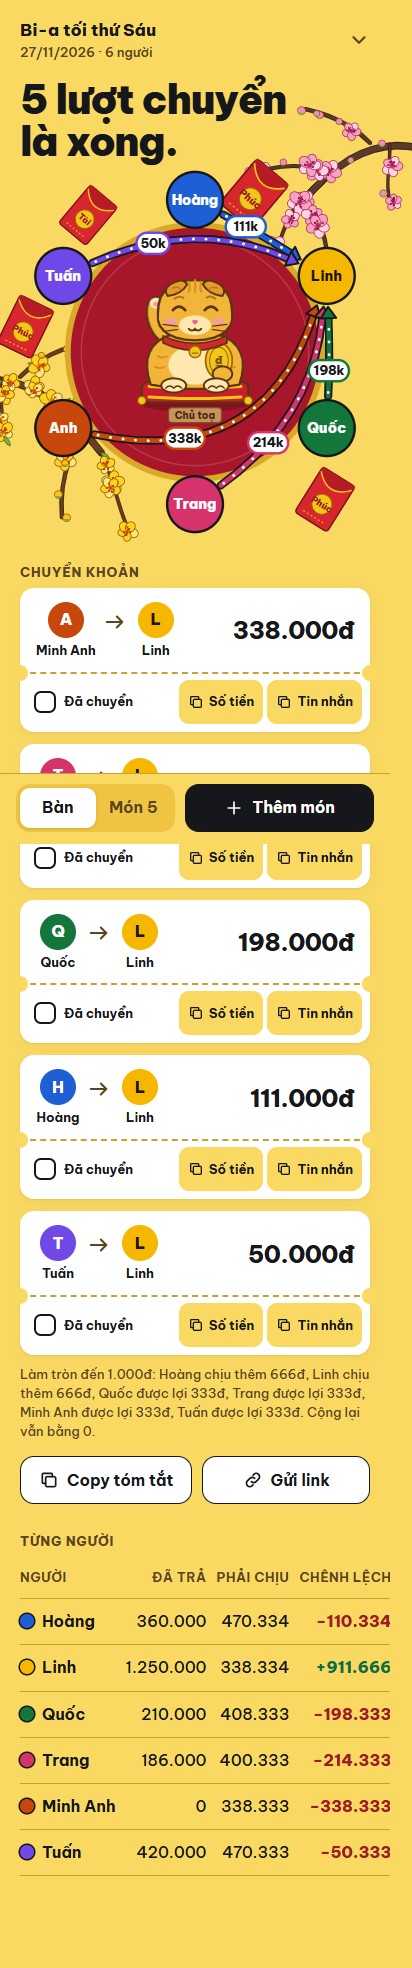 Bi-a tối thứ Sáu
27/11/2026 · 6 người
5 lượt chuyển
là xong.
Hoàng
Phúc
Tài
111k
50k
Tuấn
Linh
Phúc
đ
198k
Chủ toạ
Anh
338k
214k
Quốc
Trang
Phúc
CHUYỂN KHOẢN
A → L 338.000đ
Minh Anh Linh
Đã chuyển Số tiền Tin nhắn
Bàn Món 5 + Thêm món
Đã chuyển Số tiền Tin nhắn
Q → L 198.000đ
Quốc Linh
Đã chuyển Số tiền Tin nhắn
H → L 111.000đ
Hoàng Linh
Đã chuyển Số tiền Tin nhắn
T → L 50.000đ
Tuấn Linh
Đã chuyển Số tiền Tin nhắn
Làm tròn đến 1.000đ: Hoàng chịu thêm 666đ, Linh chịu
thêm 666đ, Quốc được lợi 333đ, Trang được lợi 333đ,
Minh Anh được lợi 333đ, Tuấn được lợi 333đ. Cộng lại
vẫn bằng 0.
Copy tóm tắt Gửi link
TỪNG NGƯỜI
NGƯỜI ĐÃ TRẢ PHẢI CHỊU CHÊNH LỆCH
Hoàng 360.000 470.334 −110.334
Linh 1.250.000 338.334 +911.666
Quốc 210.000 408.333 −198.333
Trang 186.000 400.333 −214.333
Minh Anh 0 338.333 −338.333
Tuấn 420.000 470.333 −50.333